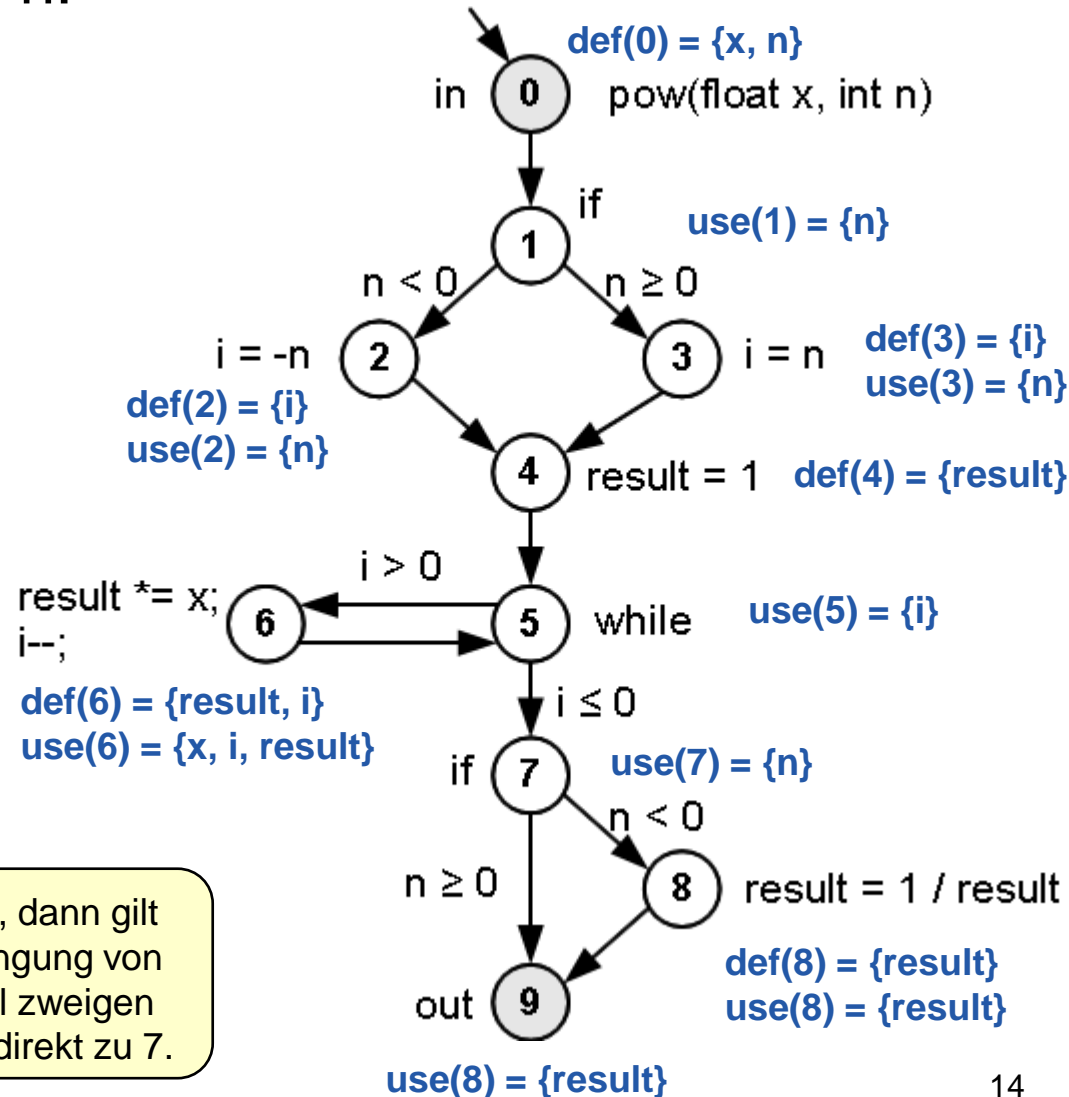 def(0) = {x, n}
in 0 pow(float x, int n)
if
1 use(1) = {n}
n < 0 n ≥ 0
i = -n 2 3 i = n
def(3) = {i}
use(3) = {n}
def(2) = {i}
use(2) = {n}
4 result = 1 def(4) = {result}
i > 0
result *= x;
i--;
6 5 while use(5) = {i}
def(6) = {result, i}
use(6) = {x, i, result}
i ≤ 0
if 7 use(7) = {n}
n < 0
n ≥ 0
8 result = 1 / result
def(8) = {result}
use(8) = {result}
out 9
use(8) = {result}
, dann gilt
ngung von
l zweigen
direkt zu 7.
14